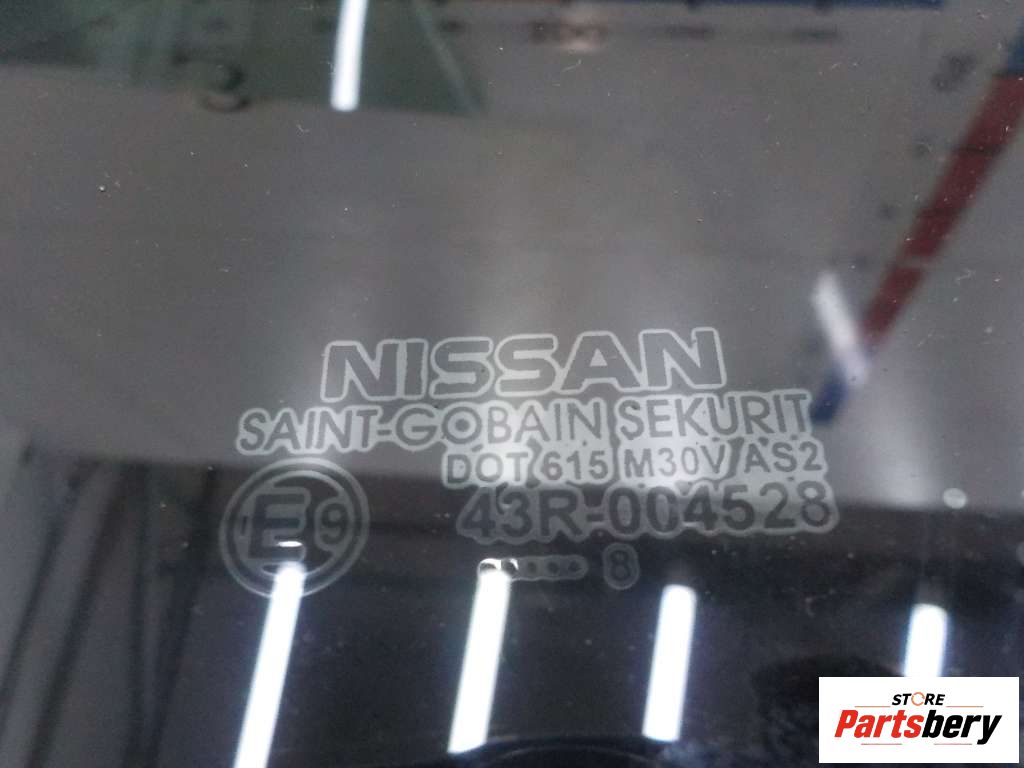 NISSAN
SAINT-GOBAIN SEKURIT
DOT 615 M30V AS2
E9
43R-004528
8
STORE
Partsbery